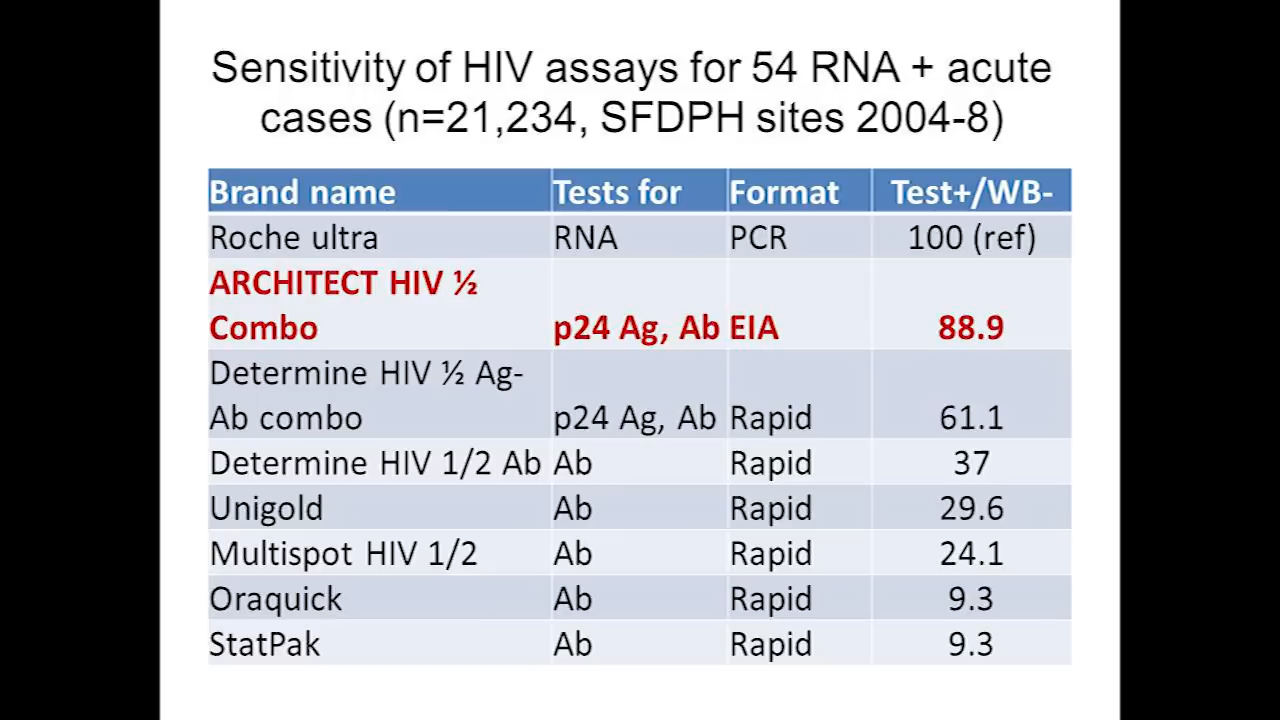 Sensitivity of HIV assays for 54 RNA + acute
cases (n=21,234, SFDPH sites 2004-8)
Brand name Tests for Format Test+/WB-
Roche ultra RNA PCR 100 (ref)
ARCHITECT HIV ½
Combo p24 Ag, Ab EIA 88.9
Determine HIV ½ Ag-
Ab combo p24 Ag, Ab Rapid 61.1
Determine HIV 1/2 Ab Ab Rapid 37
Unigold Ab Rapid 29.6
Multispot HIV 1/2 Ab Rapid 24.1
Oraquick Ab Rapid 9.3
StatPak Ab Rapid 9.3